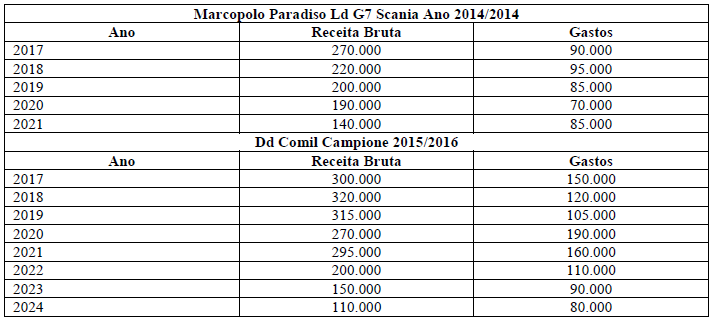 Marcopolo Paradiso Ld G7 Scania Ano 2014/2014
Ano Receita Bruta Gastos
2017 270.000 90.000
2018 220.000 95.000
2019 200.000 85.000
2020 190.000 70.000
2021 140.000 85.000
Dd Comil Campione 2015/2016
Ano Receita Bruta Gastos
2017 300.000 150.000
2018 320.000 120.000
2019 315.000 105.000
2020 270.000 190.000
2021 295.000 160.000
2022 200.000 110.000
2023 150.000 90.000
2024 110.000 80.000